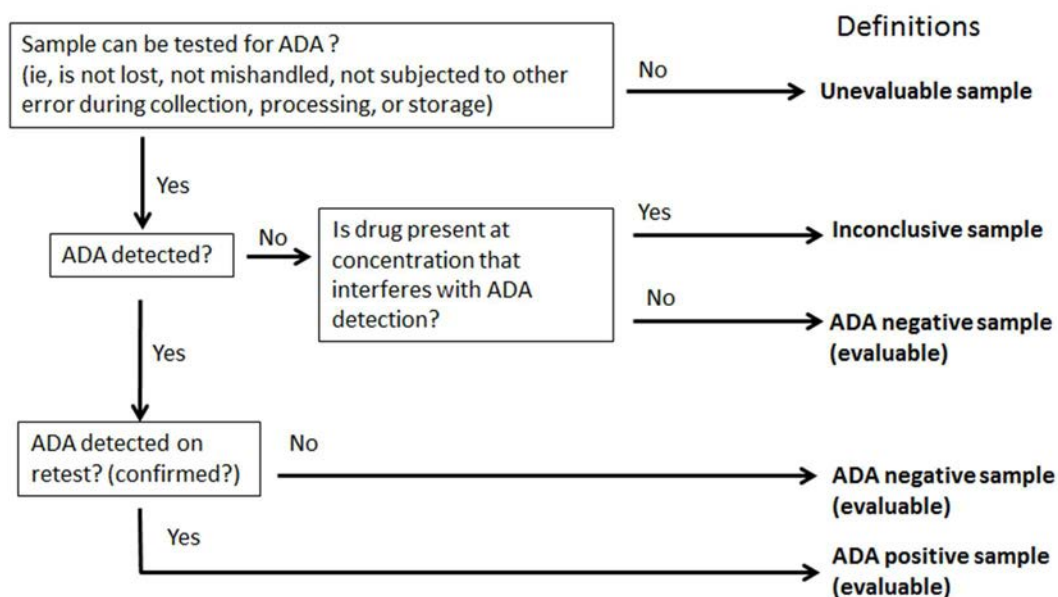 Definitions
Sample can be tested for ADA ?
(ie, is not lost, not mishandled, not subjected to other
error during collection, processing, or storage)
No
Unevaluable sample
Yes
ADA detected?
No
Is drug present at
concentration that
interferes with ADA
detection?
Yes
Inconclusive sample
No
ADA negative sample
(evaluable)
Yes
ADA detected on
retest? (confirmed?)
No
ADA negative sample
(evaluable)
Yes
ADA positive sample
(evaluable)